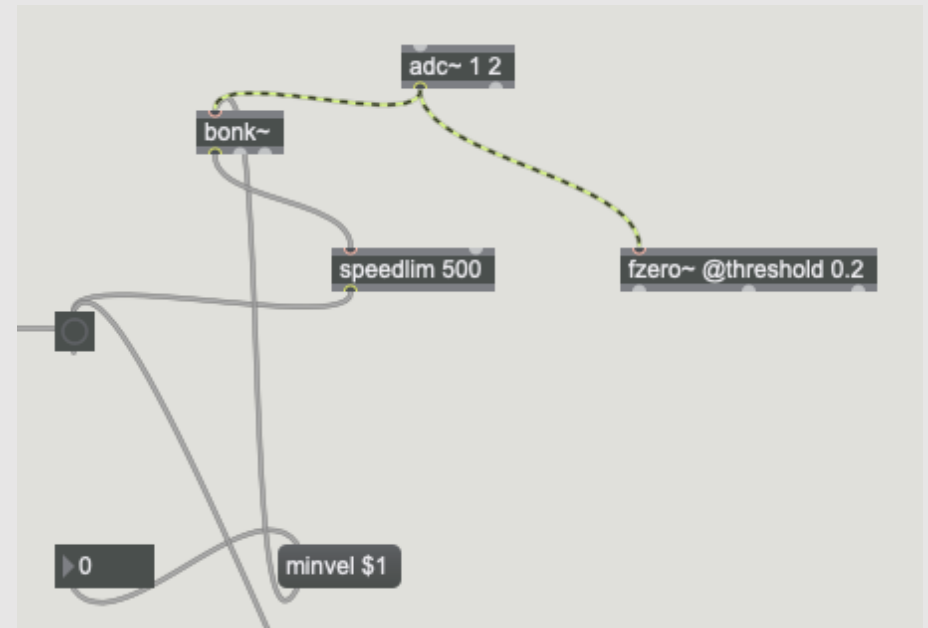 adc~ 1 2
bonk~
speedlim 500
fzero~ @threshold 0.2
0
minvel $1